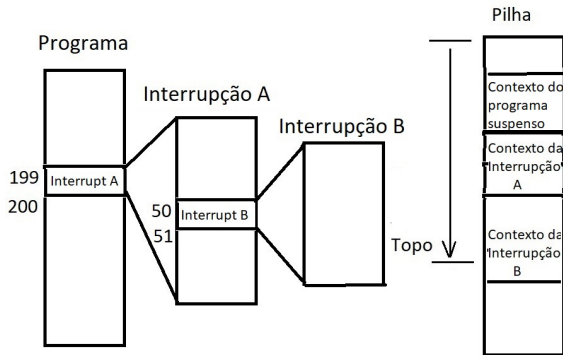 Pilha
Programa
Interrupção A
Interrupção B
199
Interrupt A
200
50
Interrupt B
51
Topo
Contexto do
programa
suspenso
Contexto da
Interrupção
A
Contexto da
Interrupção
B